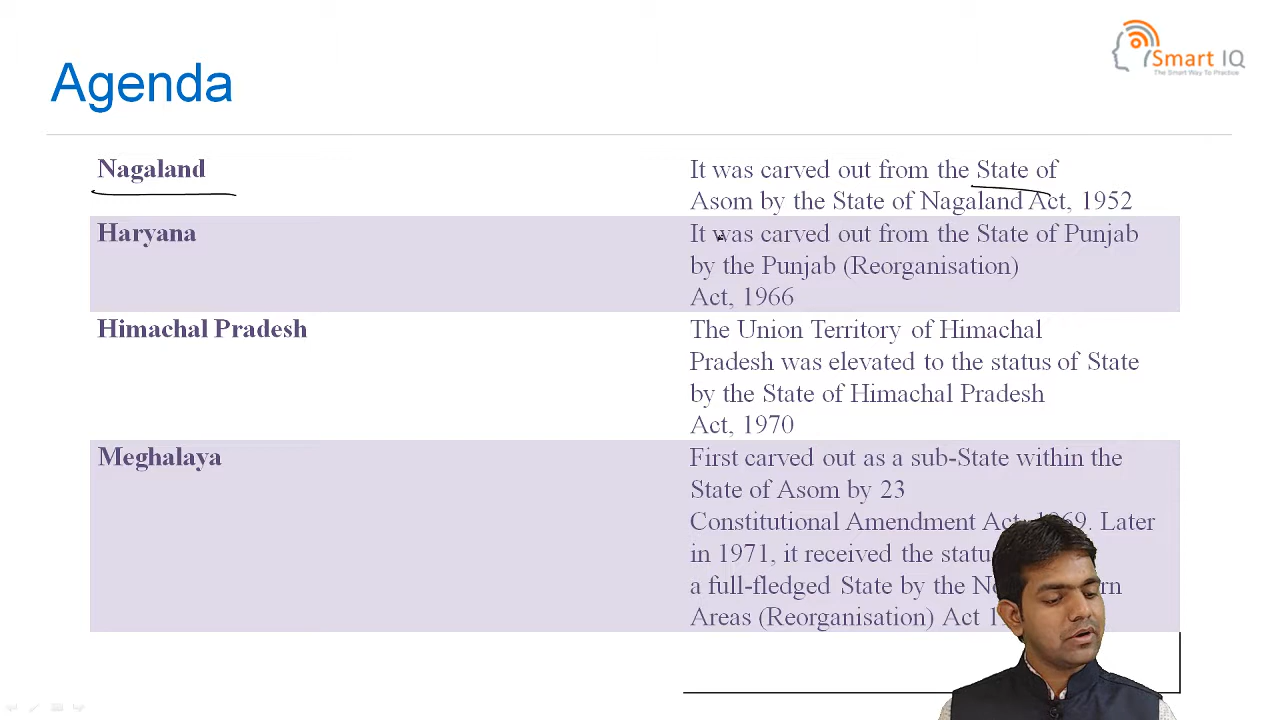 Smart IQ
The Smart Way To Practice
Agenda
Nagaland
It was carved out from the State of
Asom by the State of Nagaland Act, 1952
Haryana
It was carved out from the State of Punjab
by the Punjab (Reorganisation)
Act, 1966
Himachal Pradesh
The Union Territory of Himachal
Pradesh was elevated to the status of State
by the State of Himachal Pradesh
Act, 1970
Meghalaya
First carved out as a sub-State within the
State of Asom by 23
Constitutional Amendment Act, 1969. Later
in 1971, it received the
a full-fledged State by the
Areas (Reorganisation) Act